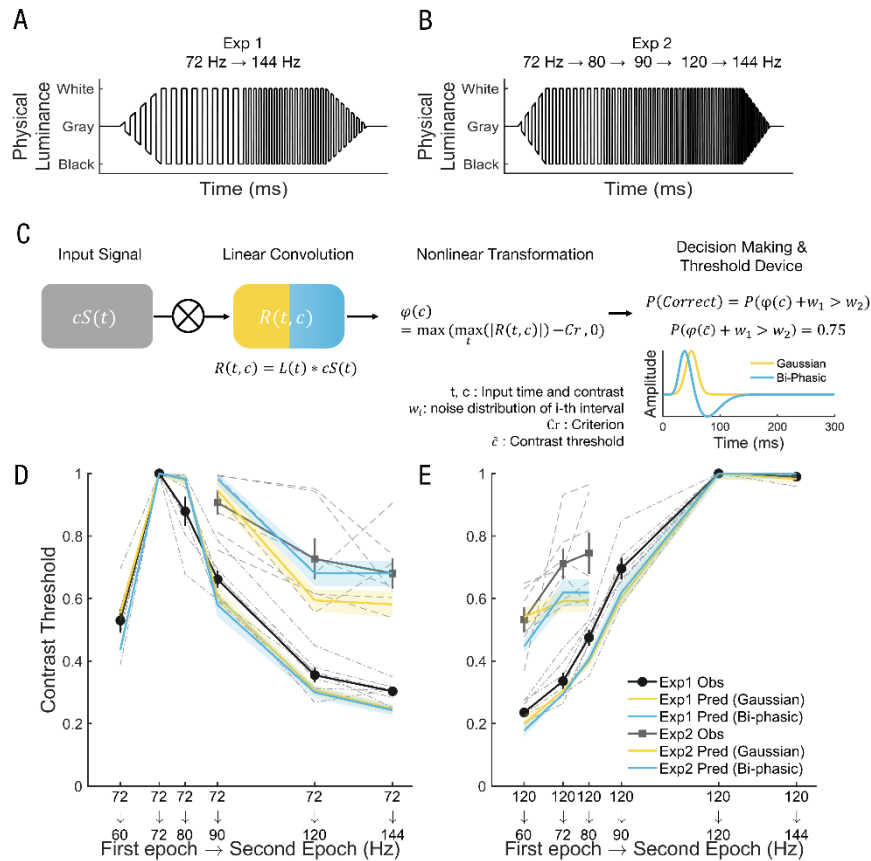 A
Exp 1
72 Hz → 144 Hz
White
Gray
Black
Physical
Luminance
Time (ms)
B
Exp 2
72 Hz → 80 → 90 → 120 → 144 Hz
White
Gray
Black
Physical
Luminance
Time (ms)
C
Input Signal
Linear Convolution
Nonlinear Transformation
Decision Making &
Threshold Device
cS(t)
R(t, c)
R(t, c) = L(t) ∗ cS(t)
φ(c)
= max (max(|R(t, c)|) − Cr , 0)
t
P(Correct) = P(φ(c) + w₁ > w₂)
P(φ(c̃) + w₁ > w₂) = 0.75
t, c : Input time and contrast
wᵢ: noise distribution of i-th interval
Cr : Criterion
c̃ : Contrast threshold
Amplitude
Gaussian
Bi-Phasic
0 100 200 300
Time (ms)
D
Contrast Threshold
1
0.8
0.6
0.4
0.2
0
72 72 72 72 72 72
↓ ↓ ↓ ↓ ↓ ↓
60 72 80 90 120 144
E
1
0.8
0.6
0.4
0.2
0
Exp1 Obs
Exp1 Pred (Gaussian)
Exp1 Pred (Bi-phasic)
Exp2 Obs
Exp2 Pred (Gaussian)
Exp2 Pred (Bi-phasic)
120 120 120 120 120 120
↓ ↓ ↓ ↓ ↓ ↓
60 72 80 90 120 144
First epoch → Second Epoch (Hz)
First epoch → Second Epoch (Hz)